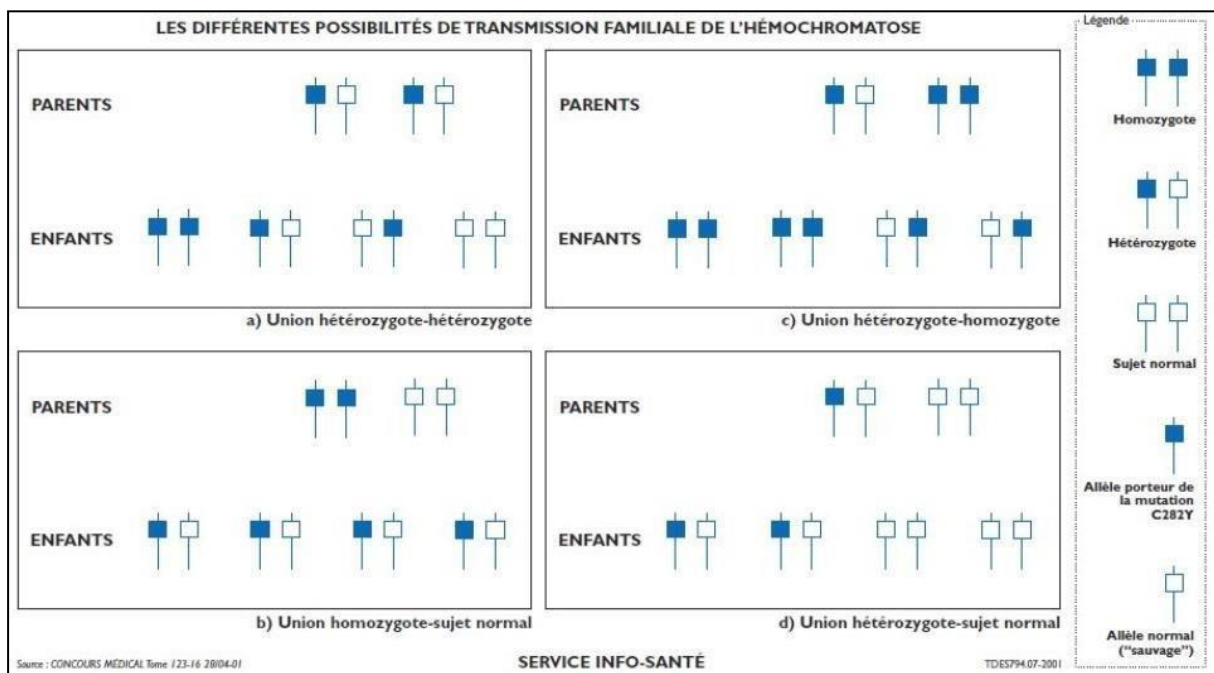 LES DIFFÉRENTES POSSIBILITÉS DE TRANSMISSION FAMILIALE DE L'HÉMOCHROMATOSE
PARENTS
ENFANTS
a) Union hétérozygote-hétérozygote
PARENTS
ENFANTS
c) Union hétérozygote-homozygote
PARENTS
ENFANTS
b) Union homozygote-sujet normal
PARENTS
ENFANTS
d) Union hétérozygote-sujet normal
Légende
Homozygote
Hétérozygote
Sujet normal
Allèle porteur de
la mutation
C282Y
Allèle normal
("sauvage")
Source : CONCOURS MÉDICAL Tome 123-16 28/04-01
SERVICE INFO-SANTÉ
TDES794.07-2001